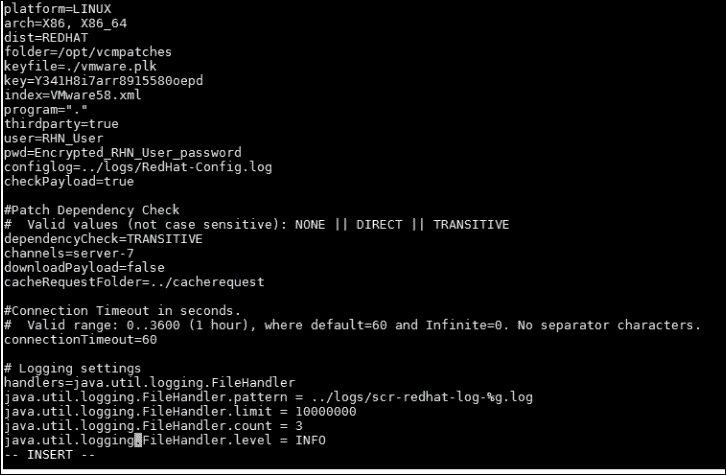 platform=LINUX
arch=X86, X86_64
dist=REDHAT
folder=/opt/vcmpatches
keyfile=./vmware.plk
key=Y341H8i7arr8915580oepd
index=VMware58.xml
program="."
thirdparty=true
user=RHN_User
pwd=Encrypted_RHN_User_password
configlog=../logs/RedHat-Config.log
checkPayload=true

#Patch Dependency Check
#  Valid values (not case sensitive): NONE || DIRECT || TRANSITIVE
dependencyCheck=TRANSITIVE
channels=server-7
downloadPayload=false
cacheRequestFolder=../cacherequest

#Connection Timeout in seconds.
#  Valid range: 0..3600 (1 hour), where default=60 and Infinite=0. No separator characters.
connectionTimeout=60

# Logging settings
handlers=java.util.logging.FileHandler
java.util.logging.FileHandler.pattern = ../logs/scr-redhat-log-%g.log
java.util.logging.FileHandler.limit = 10000000
java.util.logging.FileHandler.count = 3
java.util.logging.FileHandler.level = INFO
-- INSERT --